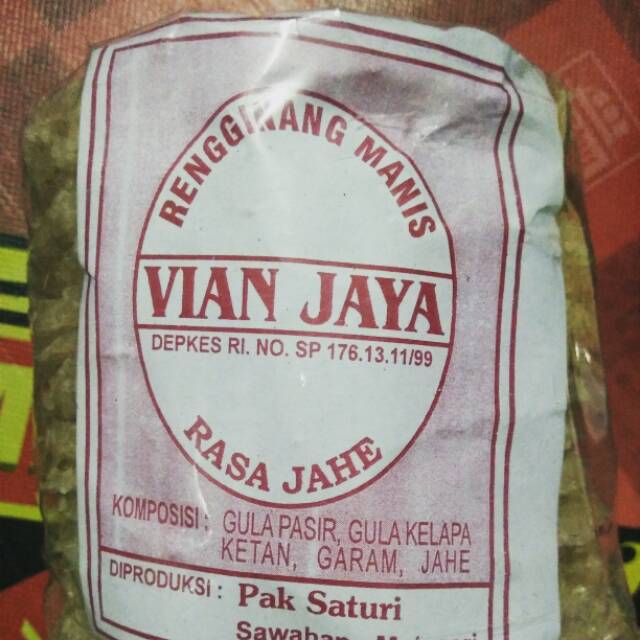 RENGGINANG MANIS
VIAN JAYA
DEPKES RI. NO. SP 176.13.11/99
RASA JAHE
KOMPOSISI : GULA PASIR, GULA KELAPA
KETAN, GARAM, JAHE
DIPRODUKSI : Pak Saturi
Sawahan